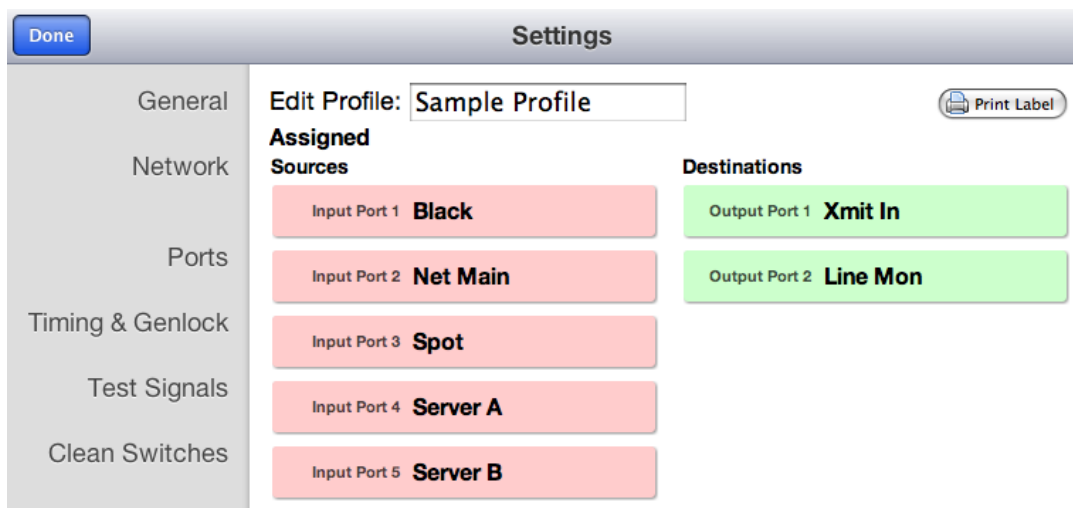 Done
Settings
General
Network
Ports
Timing & Genlock
Test Signals
Clean Switches
Edit Profile: Sample Profile
Print Label
Assigned
Sources
Input Port 1 Black
Input Port 2 Net Main
Input Port 3 Spot
Input Port 4 Server A
Input Port 5 Server B
Destinations
Output Port 1 Xmit In
Output Port 2 Line Mon